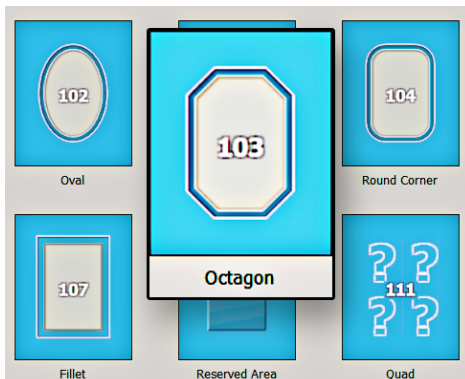 102
103
104
Oval
Round Corner
Octagon
107
? ?
111
? ?
Fillet
Reserved Area
Quad